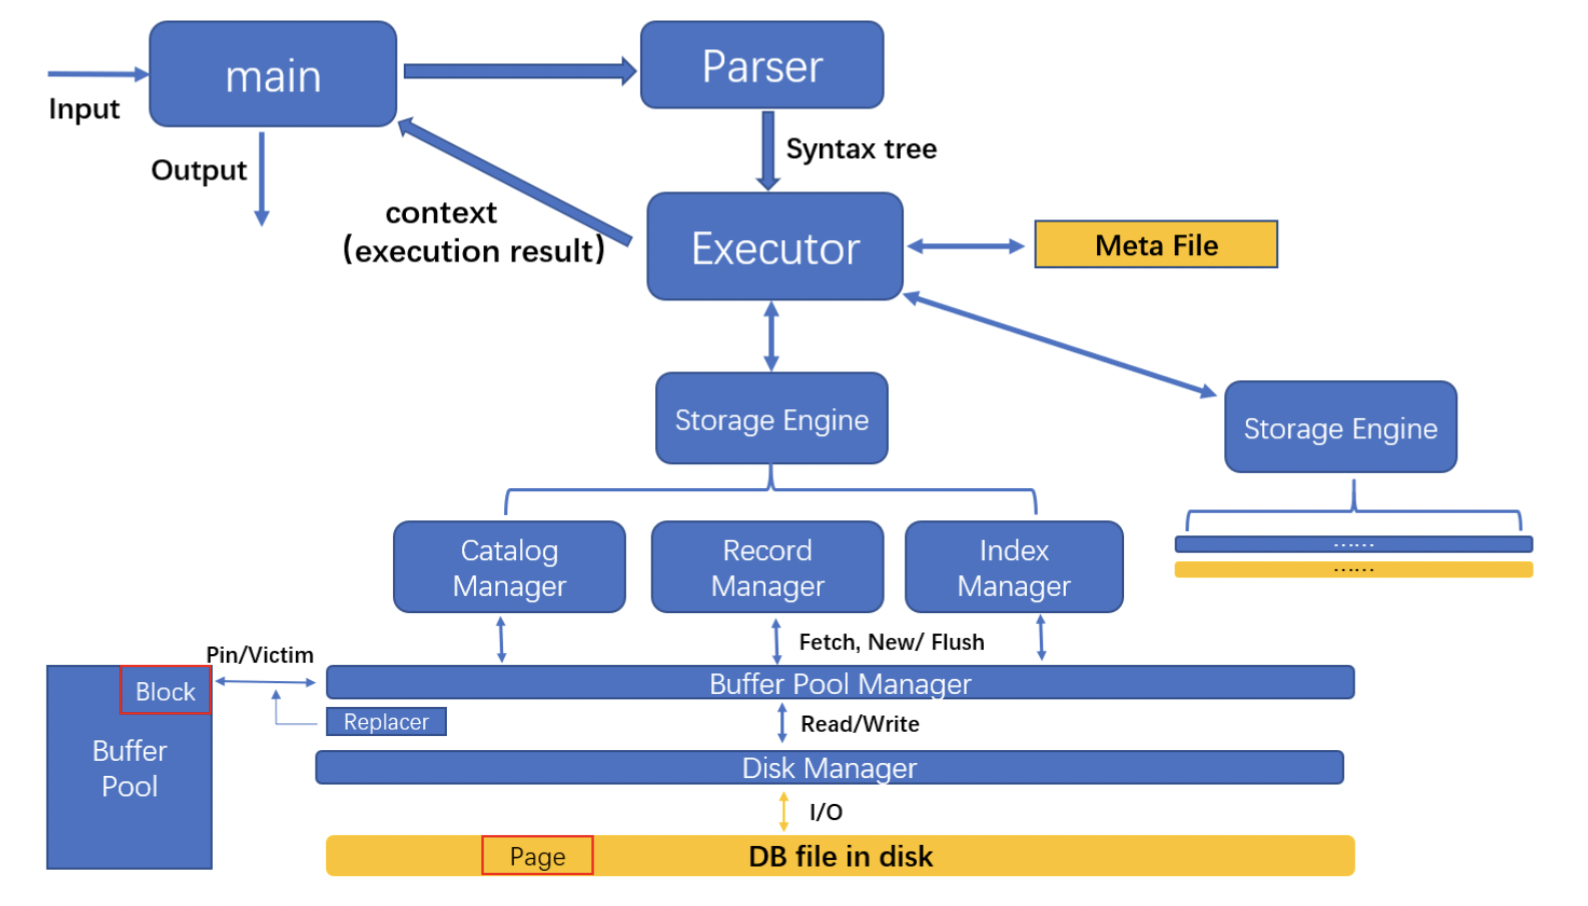 main
Parser
Input
Output
Syntax tree
context
(execution result)
Executor
Meta File
Storage Engine
Storage Engine
Catalog
Manager
Record
Manager
Index
Manager
......
......
Fetch, New/ Flush
Pin/Victim
Block
Buffer Pool Manager
Replacer
Read/Write
Buffer
Pool
Disk Manager
I/O
Page
DB file in disk